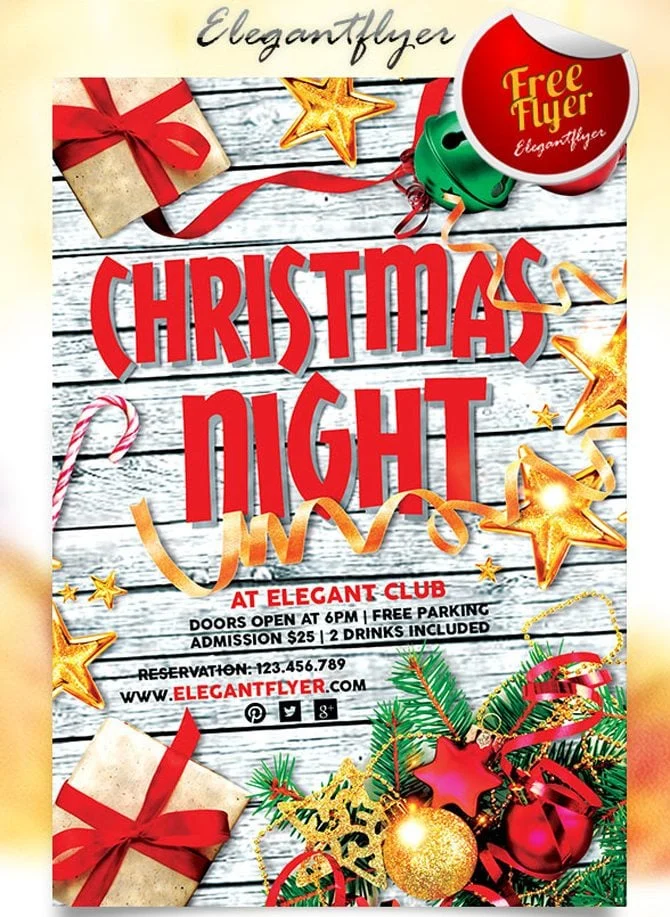 Elegantflyer
Free
Flyer
Elegantflyer
CHRISTMAS
NIGHT
AT ELEGANT CLUB
DOORS OPEN AT 6PM | FREE PARKING
ADMISSION $25 | 2 DRINKS INCLUDED
RESERVATION: 123.456.789
WWW.ELEGANTFLYER.COM
g+